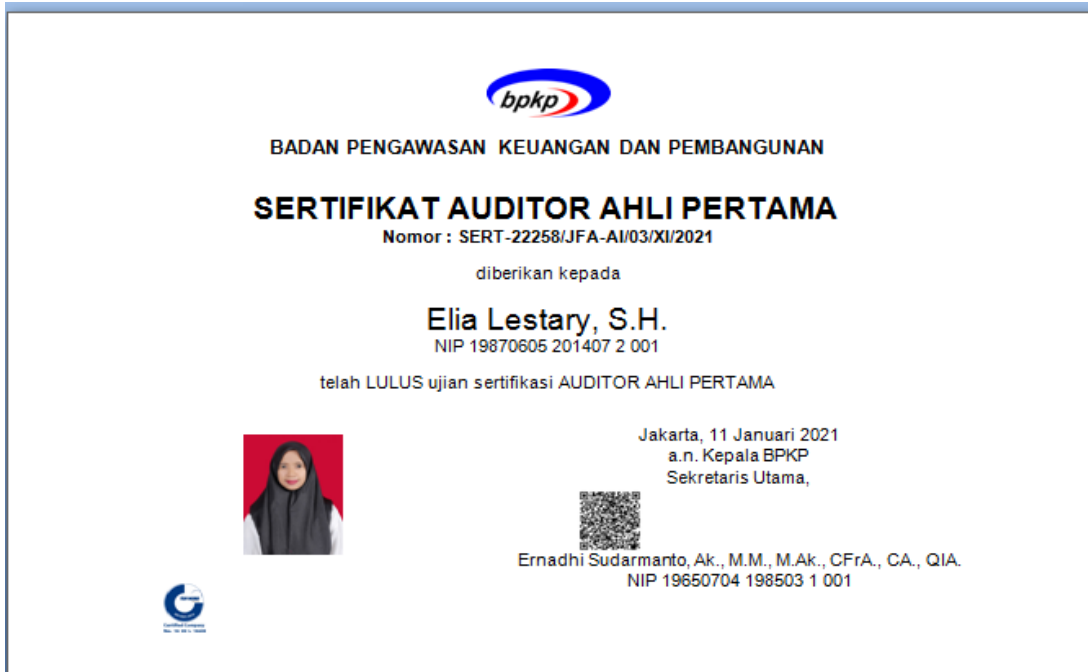 bpkp
BADAN PENGAWASAN KEUANGAN DAN PEMBANGUNAN
SERTIFIKAT AUDITOR AHLI PERTAMA
Nomor : SERT-22258/JFA-AI/03/XI/2021
diberikan kepada
Elia Lestary, S.H.
NIP 19870605 201407 2 001
telah LULUS ujian sertifikasi AUDITOR AHLI PERTAMA
Jakarta, 11 Januari 2021
a.n. Kepala BPKP
Sekretaris Utama,
Ernadhi Sudarmanto, Ak., M.M., M.Ak., CFrA., CA., QIA.
NIP 19650704 198503 1 001
Certified Company